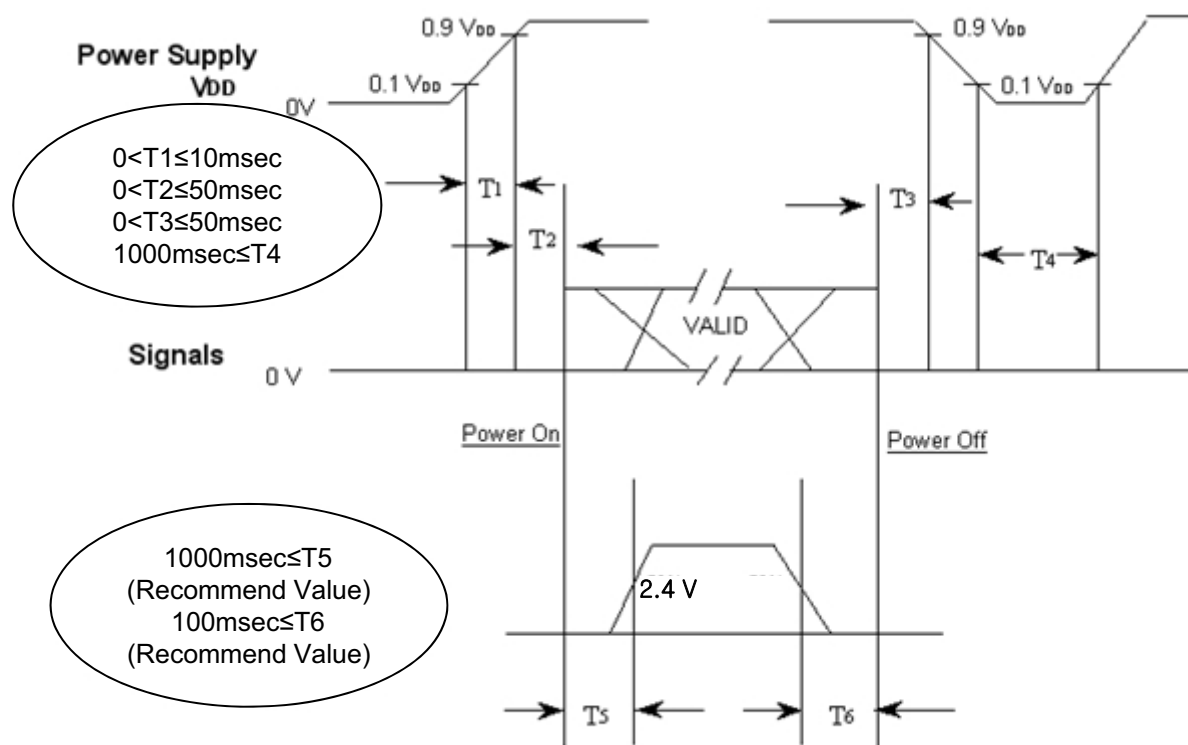 0.9 VDD
0.9 VDD
Power Supply
VDD
0.1 VDD
0.1 VDD
0V
0<T1≤10msec
0<T2≤50msec
0<T3≤50msec
1000msec≤T4
T1
T3
T2
T4
VALID
Signals
0 V
Power On
Power Off
1000msec≤T5
(Recommend Value)
100msec≤T6
(Recommend Value)
2.4 V
T5
T6